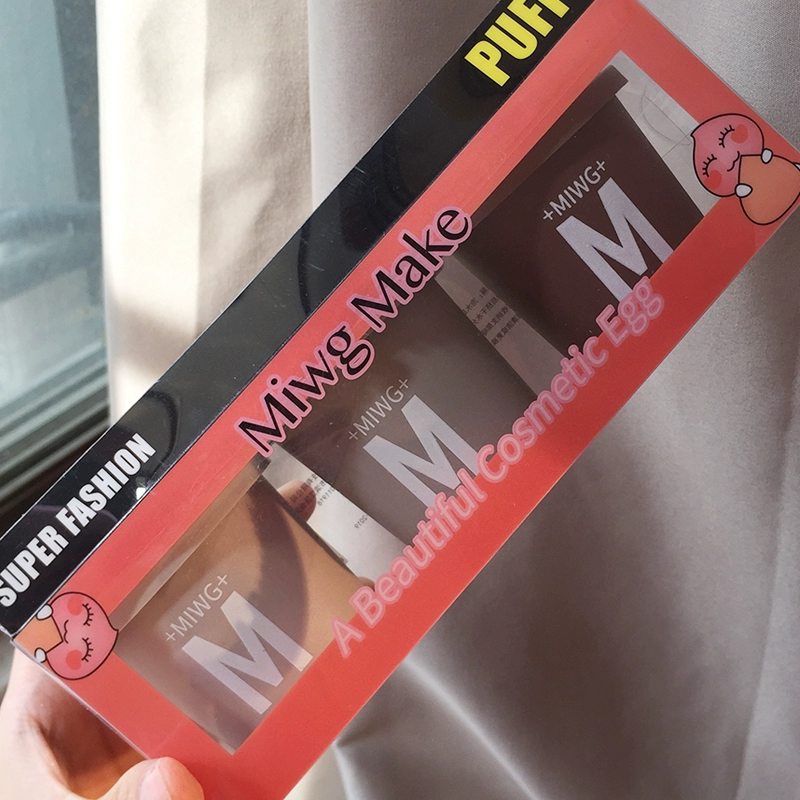 SUPER FASHION
PUFF
Miwg Make
A Beautiful Cosmetic Egg
+MIWG+
M
+MIWG+
M
+MIWG+
M